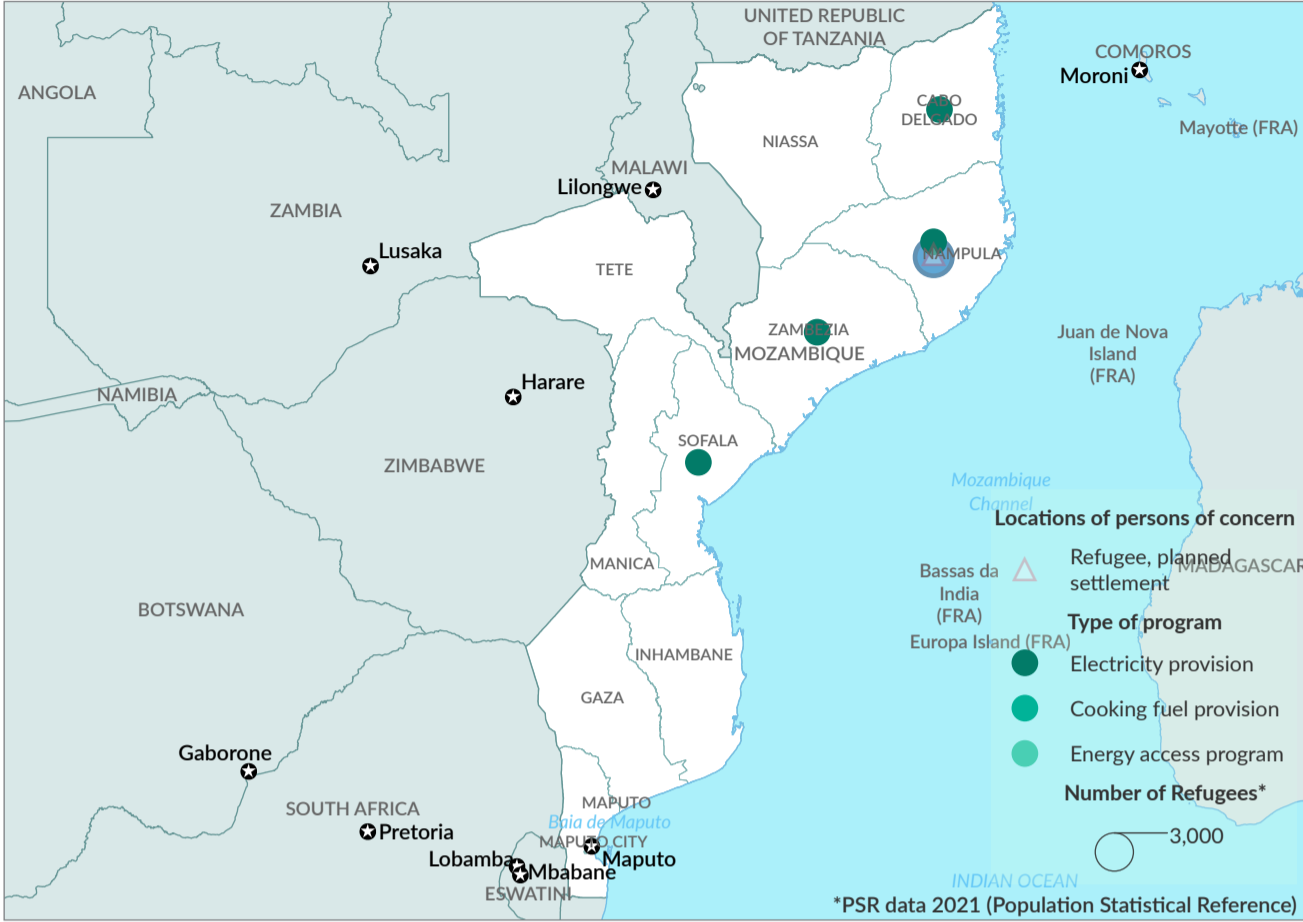 UNITED REPUBLIC
OF TANZANIA
COMOROS
Moroni
ANGOLA
CABO
DELGADO
Mayotte (FRA)
NIASSA
MALAWI
Lilongwe
ZAMBIA
Lusaka
NAMPULA
TETE
ZAMBEZIA
MOZAMBIQUE
Juan de Nova
Island
(FRA)
Harare
NAMIBIA
SOFALA
ZIMBABWE
Mozambique
Channel
Locations of persons of concern
Refugee, planned
settlement
MADAGASCAR
MANICA
Bassas da
India
(FRA)
Europa Island (FRA)
BOTSWANA
Type of program
INHAMBANE
Electricity provision
GAZA
Cooking fuel provision
Gaborone
Energy access program
Number of Refugees*
SOUTH AFRICA
MAPUTO
Baia de Maputo
Pretoria
MAPUTO CITY
3,000
Lobamba
Maputo
Mbabane
ESWATINI
INDIAN OCEAN
*PSR data 2021 (Population Statistical Reference)